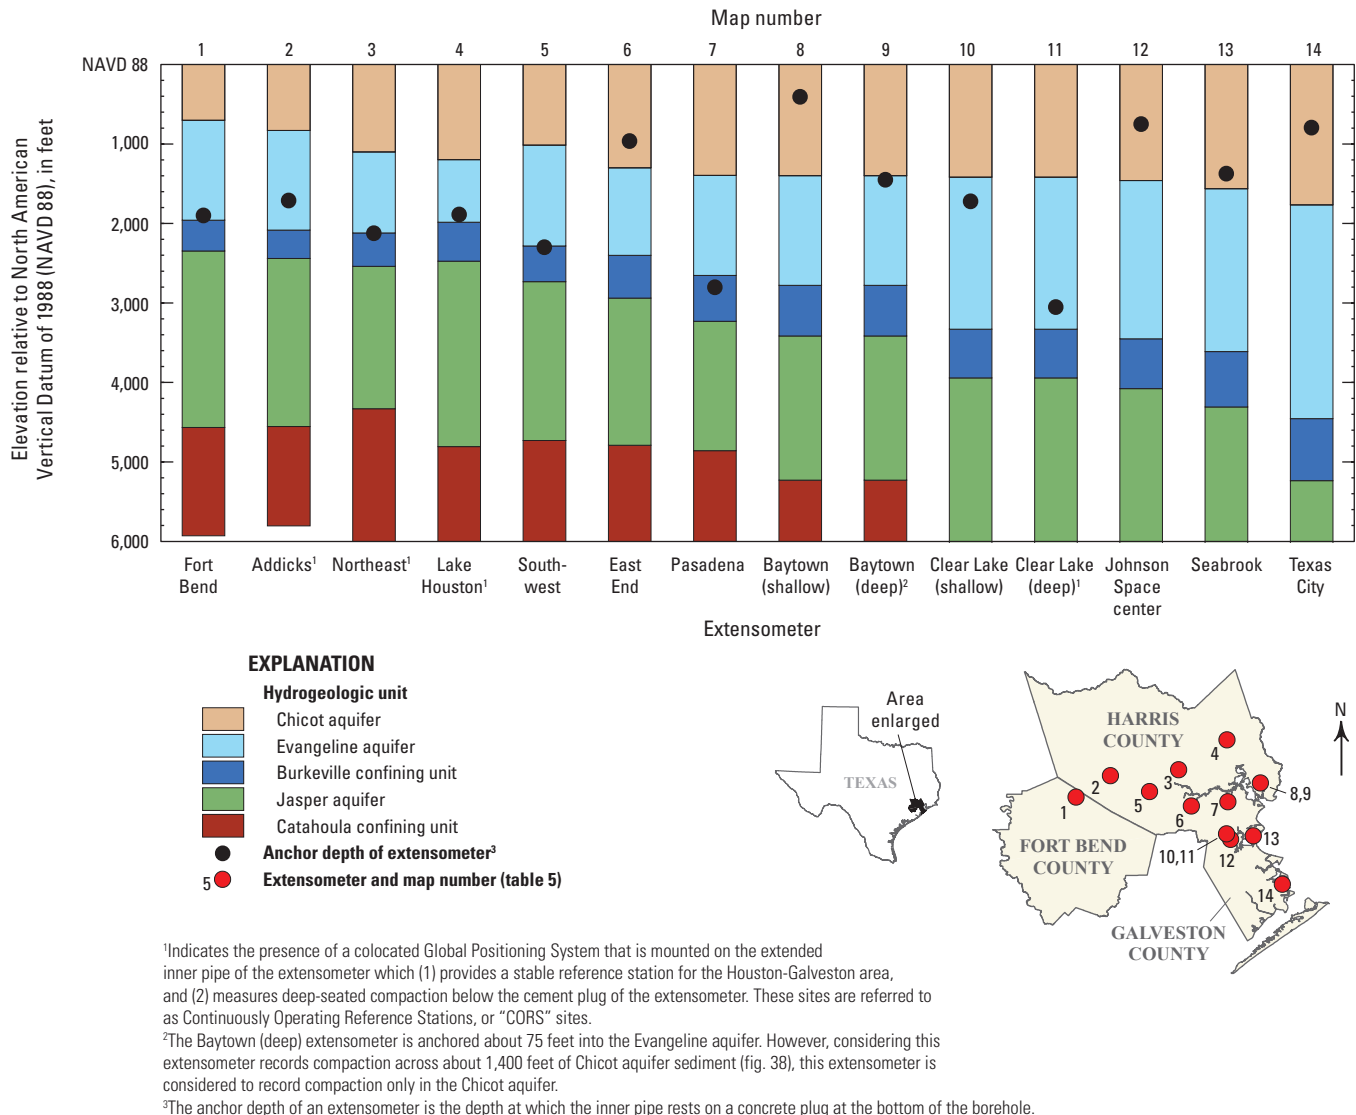 Map number
1 2 3 4 5 6 7 8 9 10 11 12 13 14
Elevation relative to North American
Vertical Datum of 1988 (NAVD 88), in feet
NAVD 88
1,000
2,000
3,000
4,000
5,000
6,000
Fort
Bend
Addicks¹
Northeast¹
Lake
Houston¹
South-
west
East
End
Pasadena
Baytown
(shallow)
Baytown
(deep)²
Clear Lake
(shallow)
Clear Lake
(deep)¹
Johnson
Space
center
Seabrook
Texas
City
Extensometer
EXPLANATION
Hydrogeologic unit
Chicot aquifer
Evangeline aquifer
Burkeville confining unit
Jasper aquifer
Catahoula confining unit
Anchor depth of extensometer³
5 Extensometer and map number (table 5)
Area
enlarged
TEXAS
N
HARRIS
COUNTY
4
3
2
8,9
5
7
1
6
13
FORT BEND
COUNTY
10,11
12
14
GALVESTON
COUNTY
¹Indicates the presence of a colocated Global Positioning System that is mounted on the extended
inner pipe of the extensometer which (1) provides a stable reference station for the Houston-Galveston area,
and (2) measures deep-seated compaction below the cement plug of the extensometer. These sites are referred to
as Continuously Operating Reference Stations, or “CORS” sites.
²The Baytown (deep) extensometer is anchored about 75 feet into the Evangeline aquifer. However, considering this
extensometer records compaction across about 1,400 feet of Chicot aquifer sediment (fig. 38), this extensometer is
considered to record compaction only in the Chicot aquifer.
³The anchor depth of an extensometer is the depth at which the inner pipe rests on a concrete plug at the bottom of the borehole.